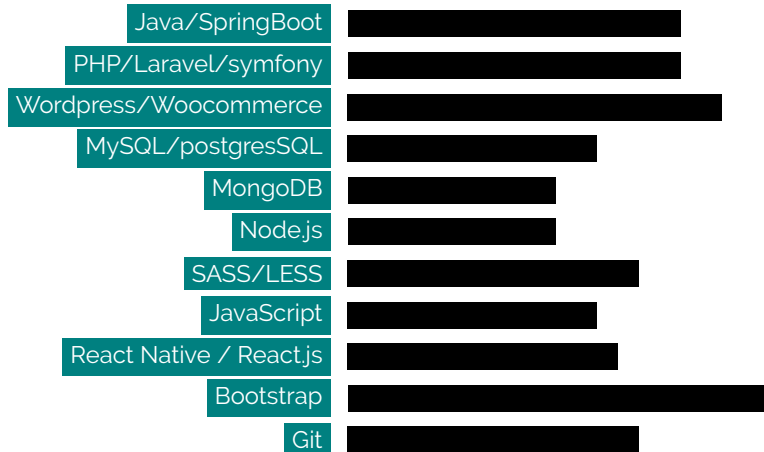 Java/SpringBoot
PHP/Laravel/symfony
Wordpress/Woocommerce
MySQL/postgresSQL
MongoDB
Node.js
SASS/LESS
JavaScript
React Native / React.js
Bootstrap
Git